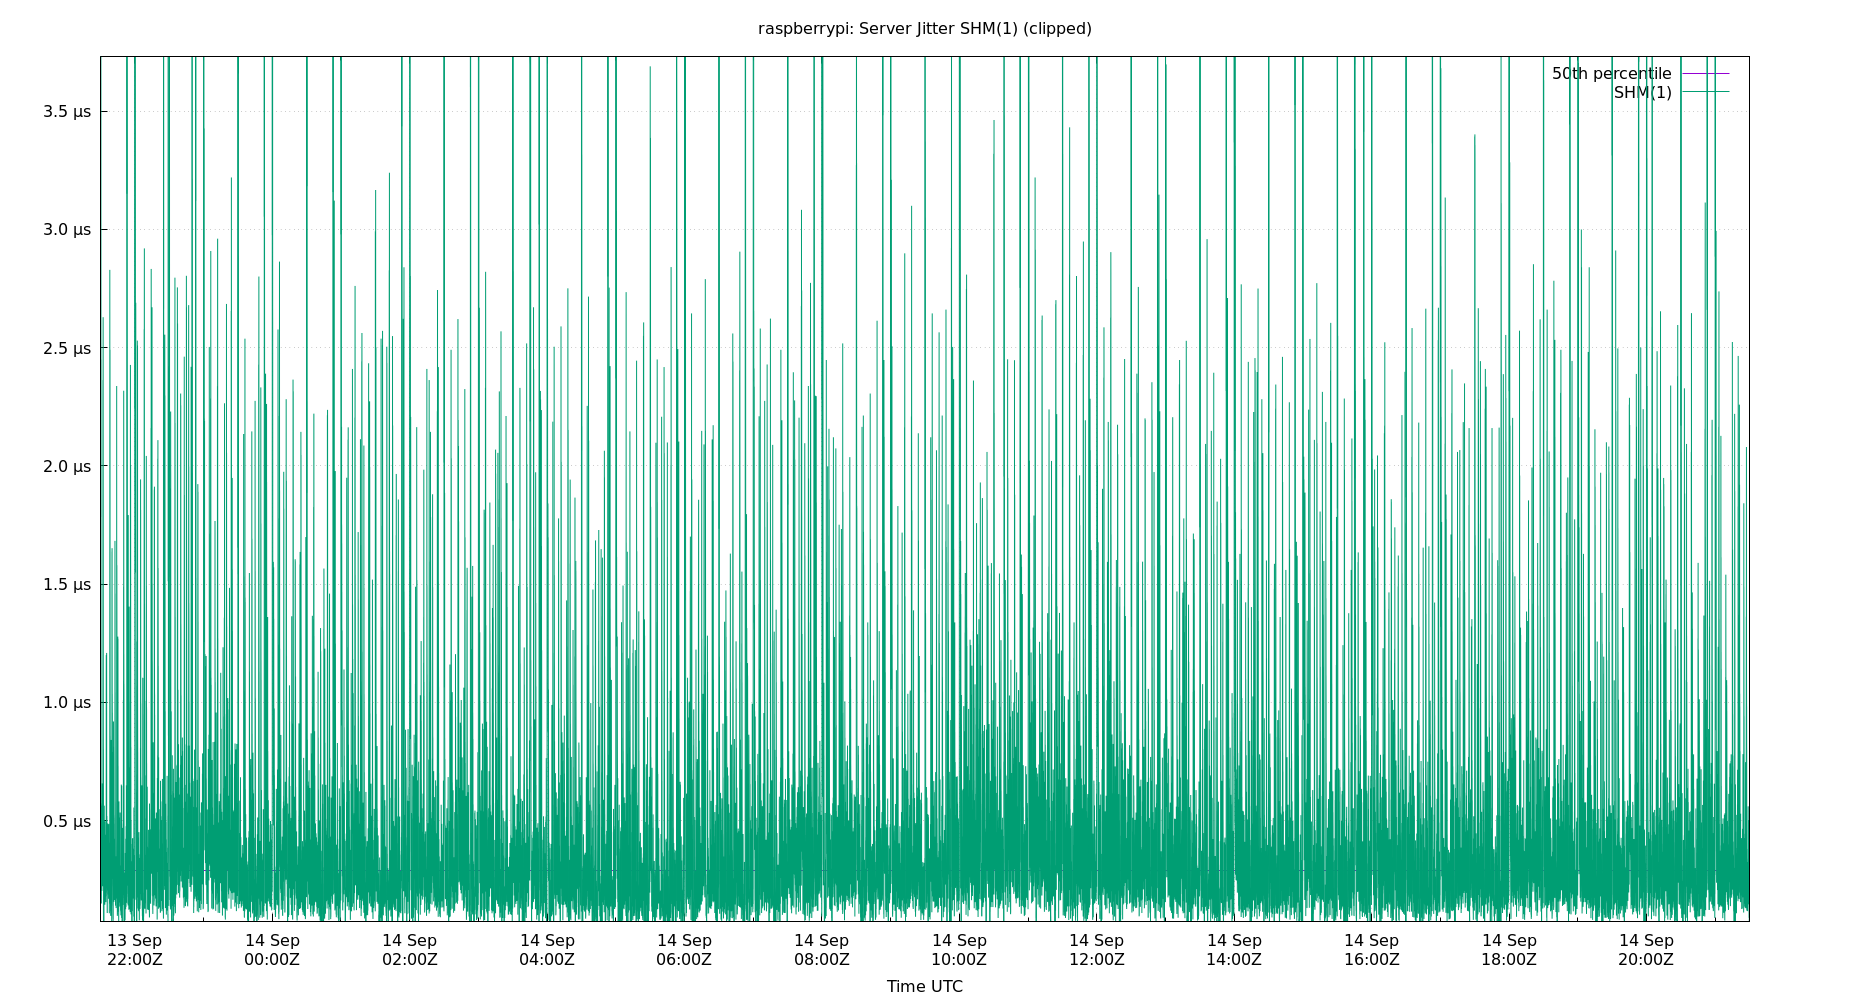 raspberrypi: Server Jitter SHM(1) (clipped)
50th percentile
SHM(1)
3.5 µs
3.0 µs
2.5 µs
2.0 µs
1.5 µs
1.0 µs
0.5 µs
13 Sep 14 Sep 14 Sep 14 Sep 14 Sep 14 Sep 14 Sep 14 Sep 14 Sep 14 Sep 14 Sep 14 Sep
22:00Z 00:00Z 02:00Z 04:00Z 06:00Z 08:00Z 10:00Z 12:00Z 14:00Z 16:00Z 18:00Z 20:00Z
Time UTC